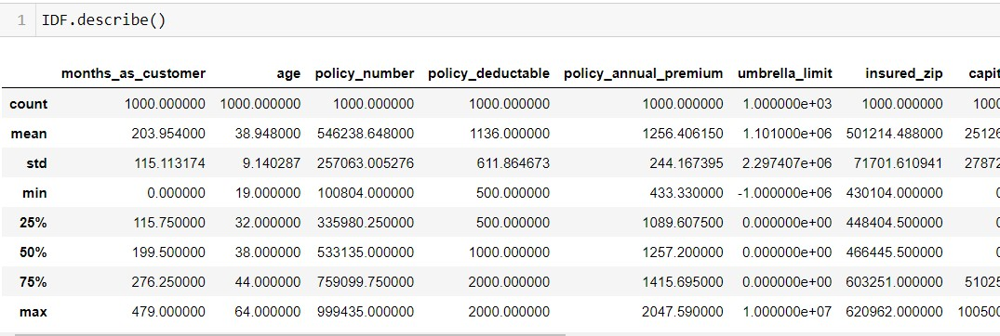 1 IDF.describe()
months_as_customer age policy_number policy_deductable policy_annual_premium umbrella_limit insured_zip capit
count 1000.000000 1000.000000 1000.000000 1000.000000 1000.000000 1.000000e+03 1000.000000 1000
mean 203.954000 38.948000 546238.648000 1136.000000 1256.406150 1.101000e+06 501214.488000 25126
std 115.113174 9.140287 257063.005276 611.864673 244.167395 2.297407e+06 71701.610941 27872
min 0.000000 19.000000 100804.000000 500.000000 433.330000 -1.000000e+06 430104.000000 0
25% 115.750000 32.000000 335980.250000 500.000000 1089.607500 0.000000e+00 448404.500000 0
50% 199.500000 38.000000 533135.000000 1000.000000 1257.200000 0.000000e+00 466445.500000 0
75% 276.250000 44.000000 759099.750000 2000.000000 1415.695000 0.000000e+00 603251.000000 51025
max 479.000000 64.000000 999435.000000 2000.000000 2047.590000 1.000000e+07 620962.000000 100500